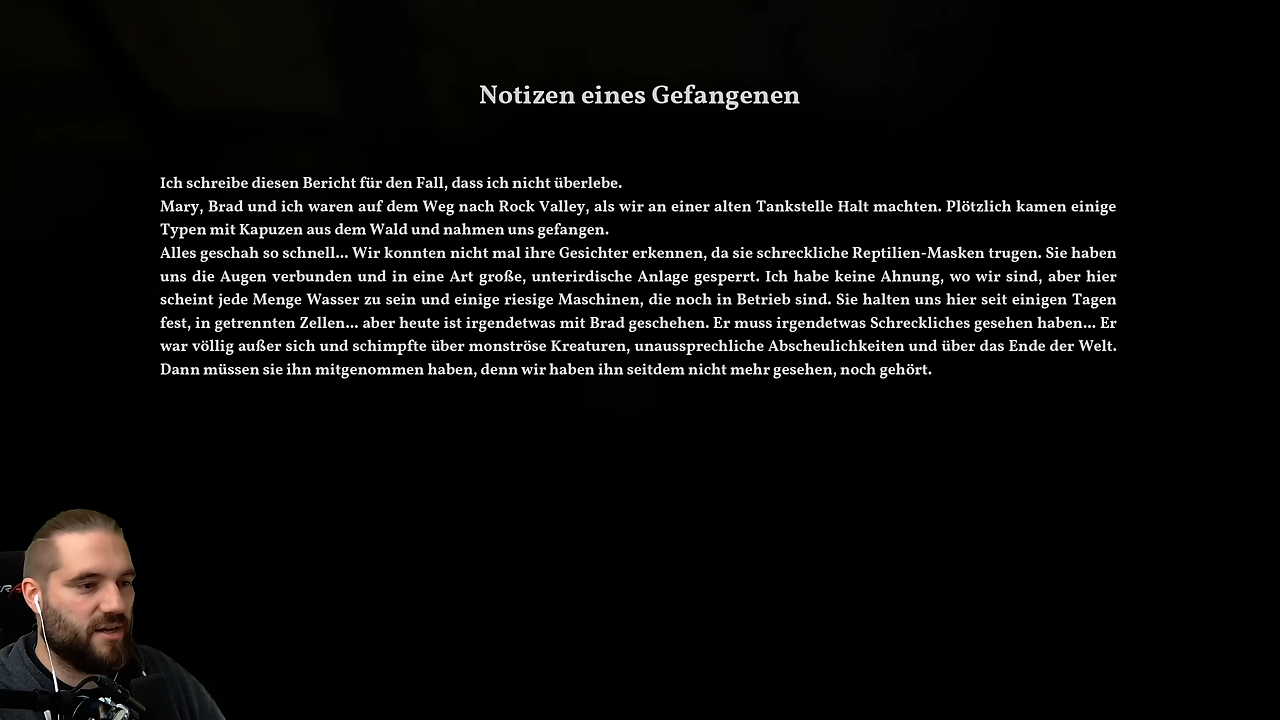 Notizen eines Gefangenen
Ich schreibe diesen Bericht für den Fall, dass ich nicht überlebe.
Mary, Brad und ich waren auf dem Weg nach Rock Valley, als wir an einer alten Tankstelle Halt machten. Plötzlich kamen einige
Typen mit Kapuzen aus dem Wald und nahmen uns gefangen.
Alles geschah so schnell... Wir konnten nicht mal ihre Gesichter erkennen, da sie schreckliche Reptilien-Masken trugen. Sie haben
uns die Augen verbunden und in eine Art große, unterirdische Anlage gesperrt. Ich habe keine Ahnung, wo wir sind, aber hier
scheint jede Menge Wasser zu sein und einige riesige Maschinen, die noch in Betrieb sind. Sie halten uns hier seit einigen Tagen
fest, in getrennten Zellen... aber heute ist irgendetwas mit Brad geschehen. Er muss irgendetwas Schreckliches gesehen haben... Er
war völlig außer sich und schimpfte über monströse Kreaturen, unaussprechliche Abscheulichkeiten und über das Ende der Welt.
Dann müssen sie ihn mitgenommen haben, denn wir haben ihn seitdem nicht mehr gesehen, noch gehört.